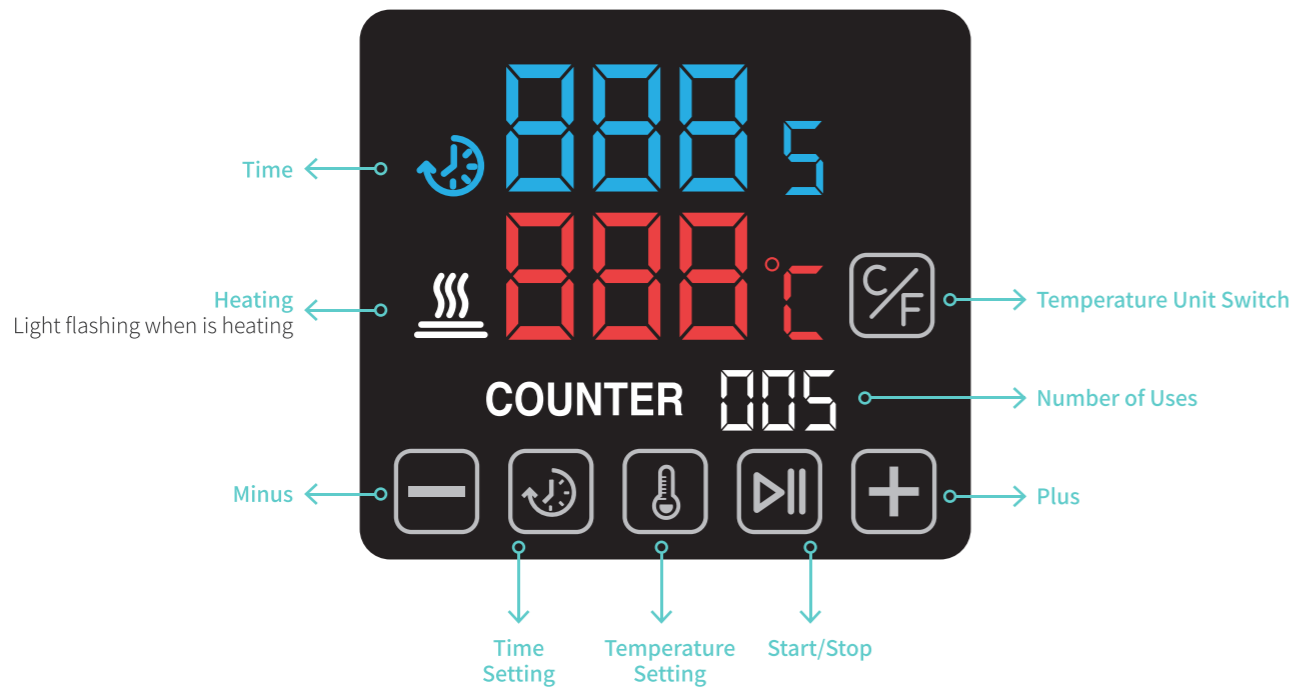 888 S
Time
888 °C
Heating
Light flashing when is heating
C/F
Temperature Unit Switch
COUNTER 005
Number of Uses
Minus
Plus
Time
Setting
Temperature
Setting
Start/Stop